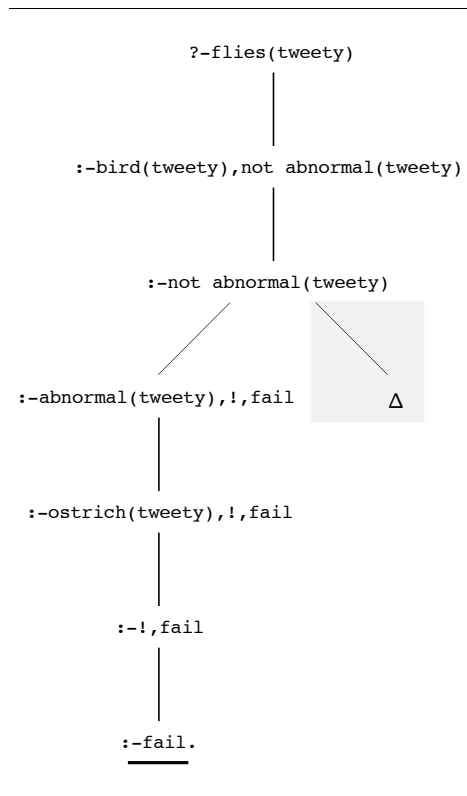 ?-flies(tweety)
:-bird(tweety),not abnormal(tweety)
:-not abnormal(tweety)
:-abnormal(tweety),!,fail
Δ
:-ostrich(tweety),!,fail
:-!,fail
:-fail.